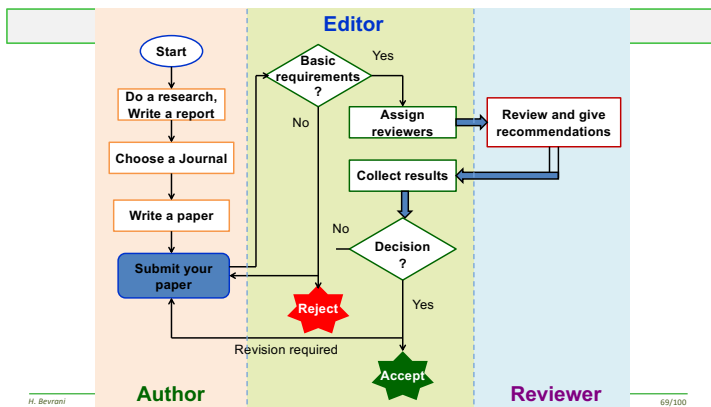 Editor
Start
Do a research,
Write a report
Choose a Journal
Write a paper
Submit your
paper
Basic
requirements
?
Yes
No
Assign
reviewers
Review and give
recommendations
Collect results
No
Decision
?
Yes
Reject
Revision required
Accept
Author
Reviewer
H. Bevrani
69/100